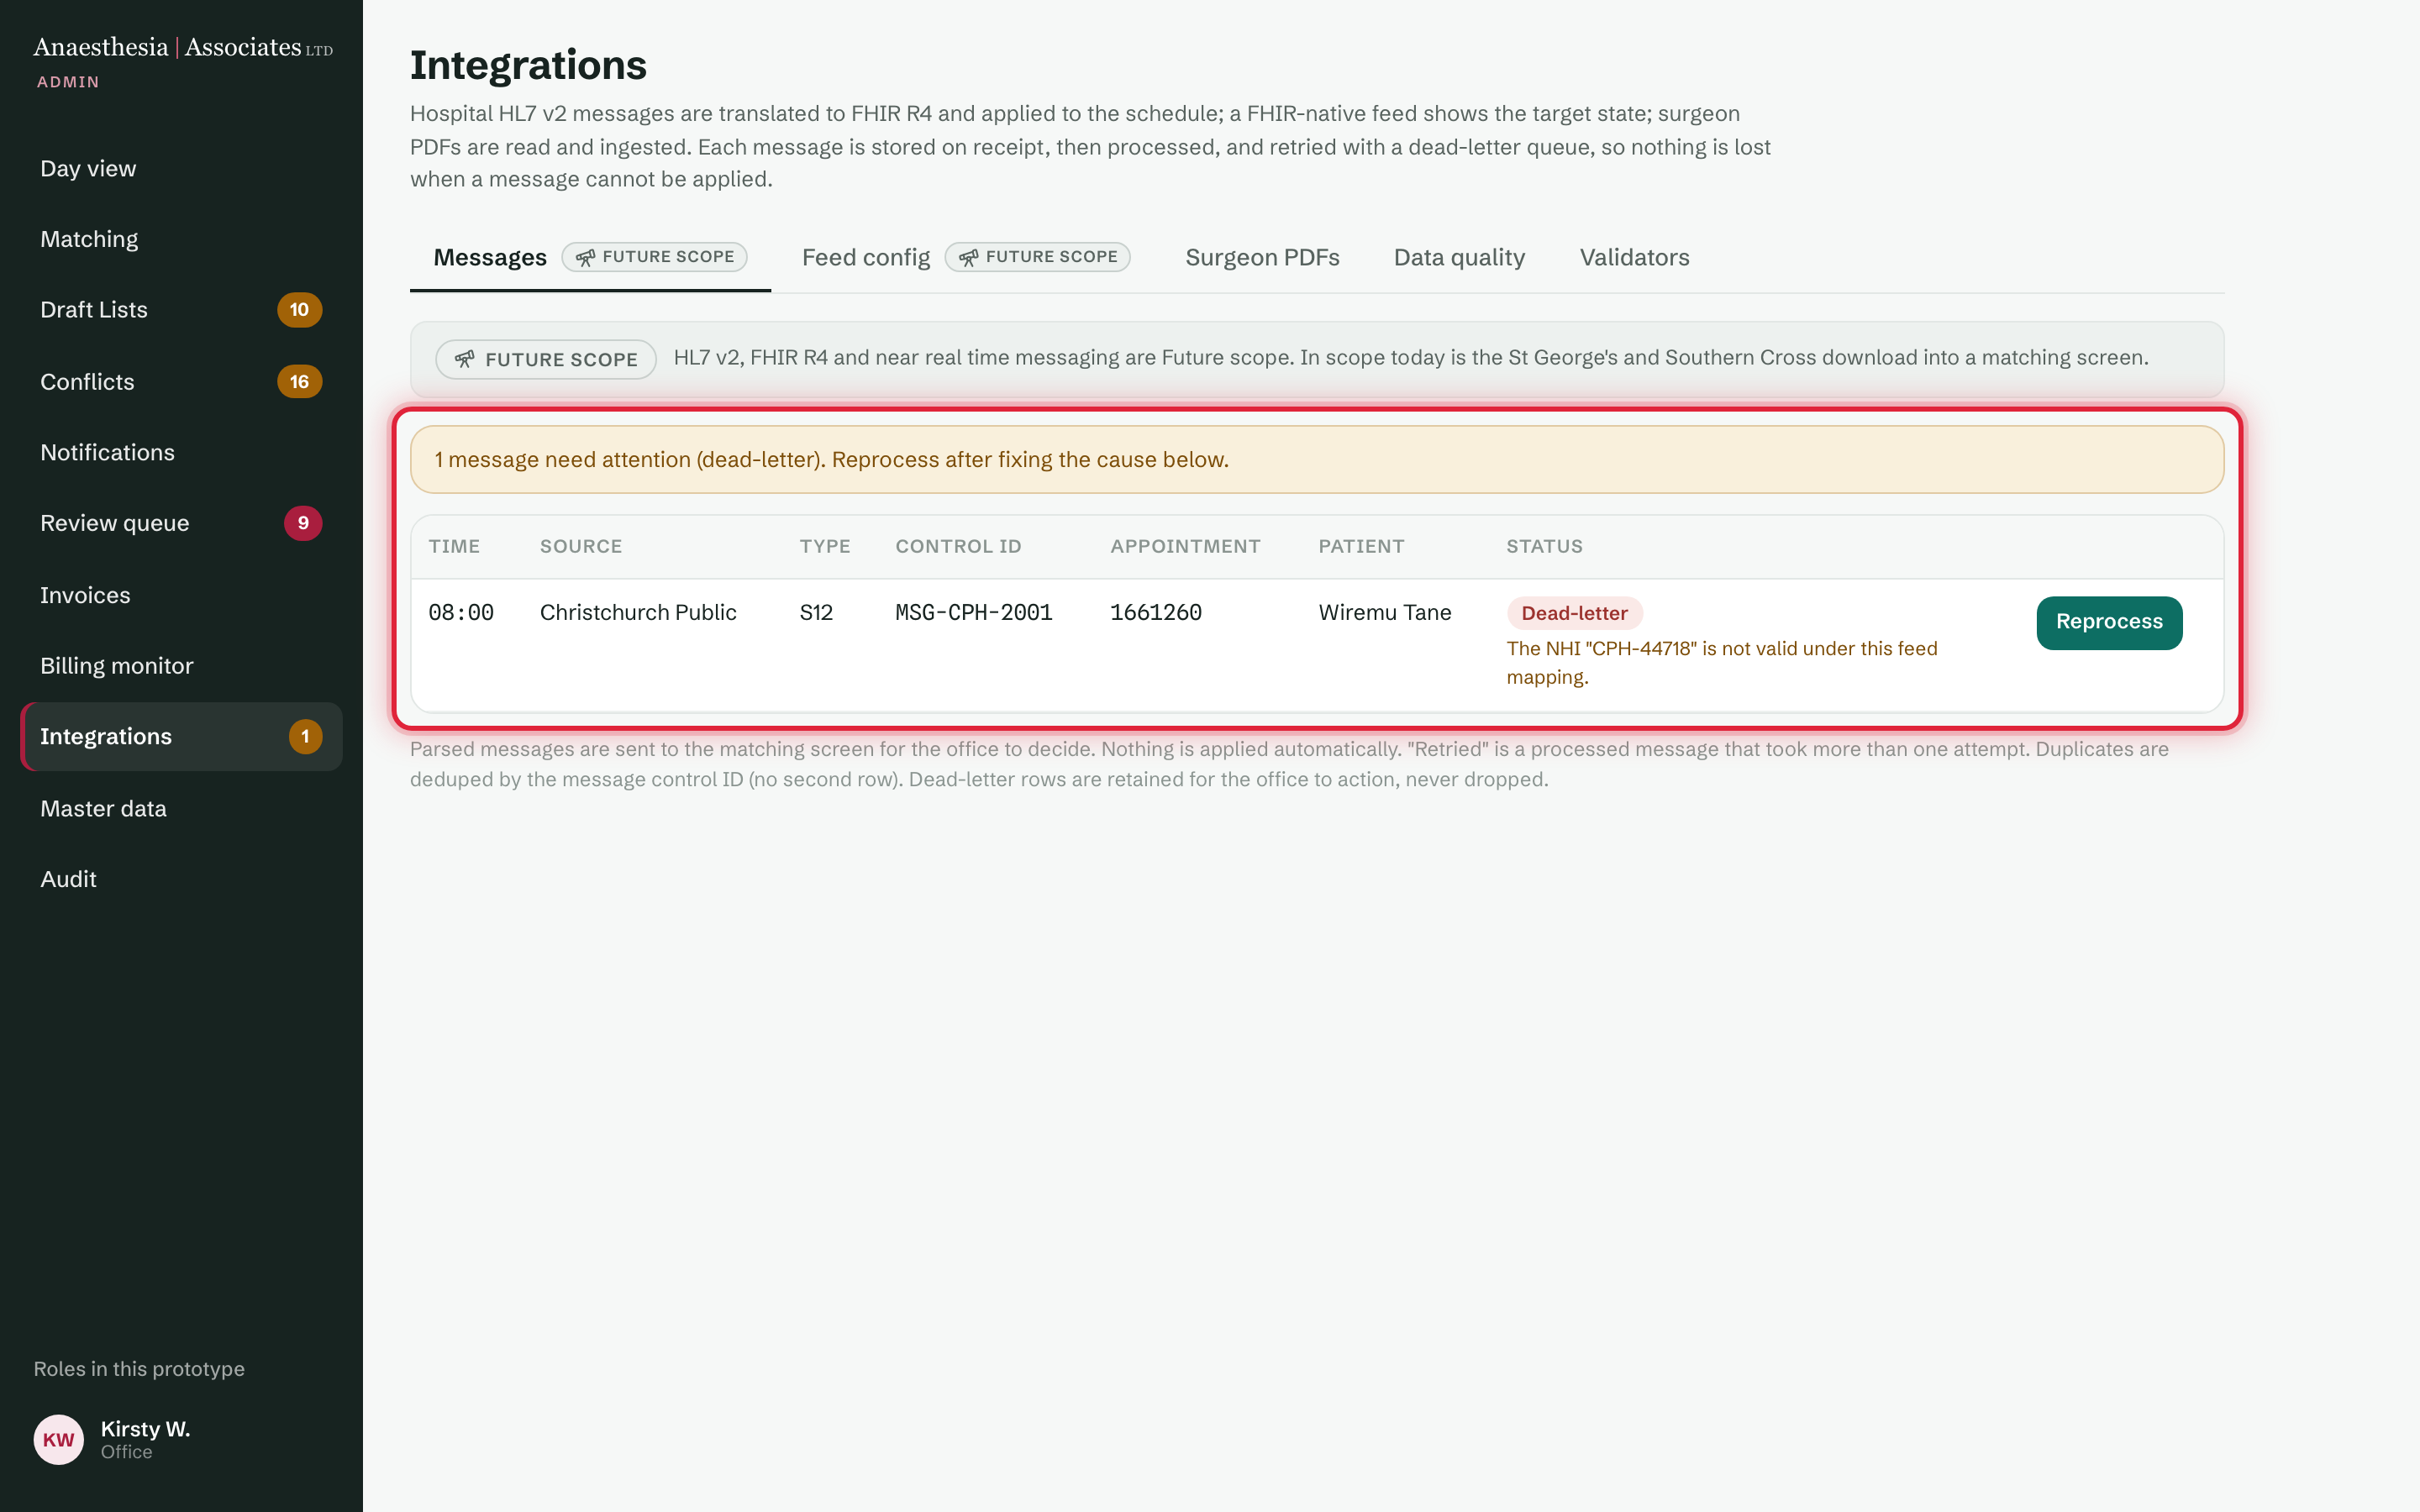 Anaesthesia | Associates LTD
ADMIN
Day view
Matching
Draft Lists 10
Conflicts 16
Notifications
Review queue 9
Invoices
Billing monitor
Integrations 1
Master data
Audit
Roles in this prototype
KW
Kirsty W.
Office
Integrations
Hospital HL7 v2 messages are translated to FHIR R4 and applied to the schedule; a FHIR-native feed shows the target state; surgeon
PDFs are read and ingested. Each message is stored on receipt, then processed, and retried with a dead-letter queue, so nothing is lost
when a message cannot be applied.
Messages FUTURE SCOPE Feed config FUTURE SCOPE Surgeon PDFs Data quality Validators
FUTURE SCOPE HL7 v2, FHIR R4 and near real time messaging are Future scope. In scope today is the St George's and Southern Cross download into a matching screen.
1 message need attention (dead-letter). Reprocess after fixing the cause below.
TIME SOURCE TYPE CONTROL ID APPOINTMENT PATIENT STATUS
08:00 Christchurch Public S12 MSG-CPH-2001 1661260 Wiremu Tane Dead-letter Reprocess
The NHI "CPH-44718" is not valid under this feed
mapping.
Parsed messages are sent to the matching screen for the office to decide. Nothing is applied automatically. "Retried" is a processed message that took more than one attempt. Duplicates are
deduped by the message control ID (no second row). Dead-letter rows are retained for the office to action, never dropped.